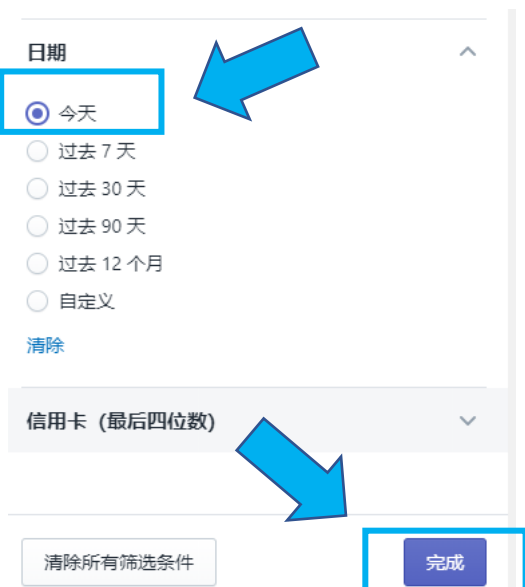 日期
今天
过去 7 天
过去 30 天
过去 90 天
过去 12 个月
自定义
清除
信用卡（最后四位数)
清除所有筛选条件
完成